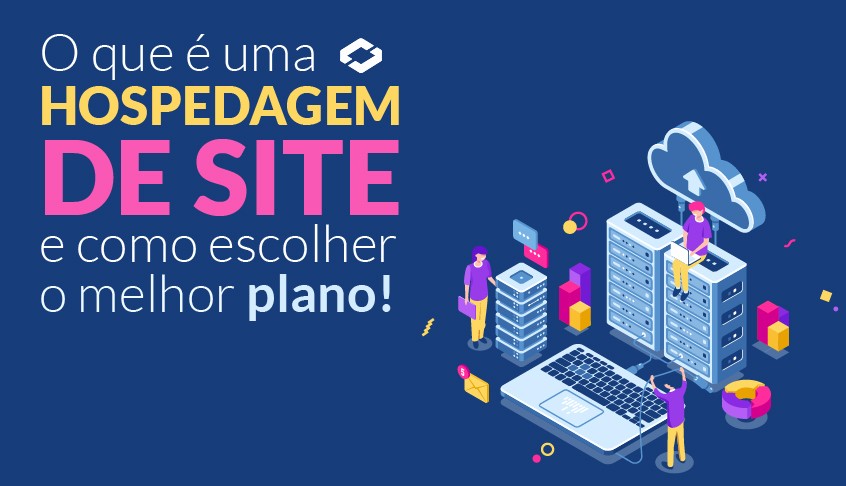 O que é uma
HOSPEDAGEM
DE SITE
e como escolher
o melhor plano!